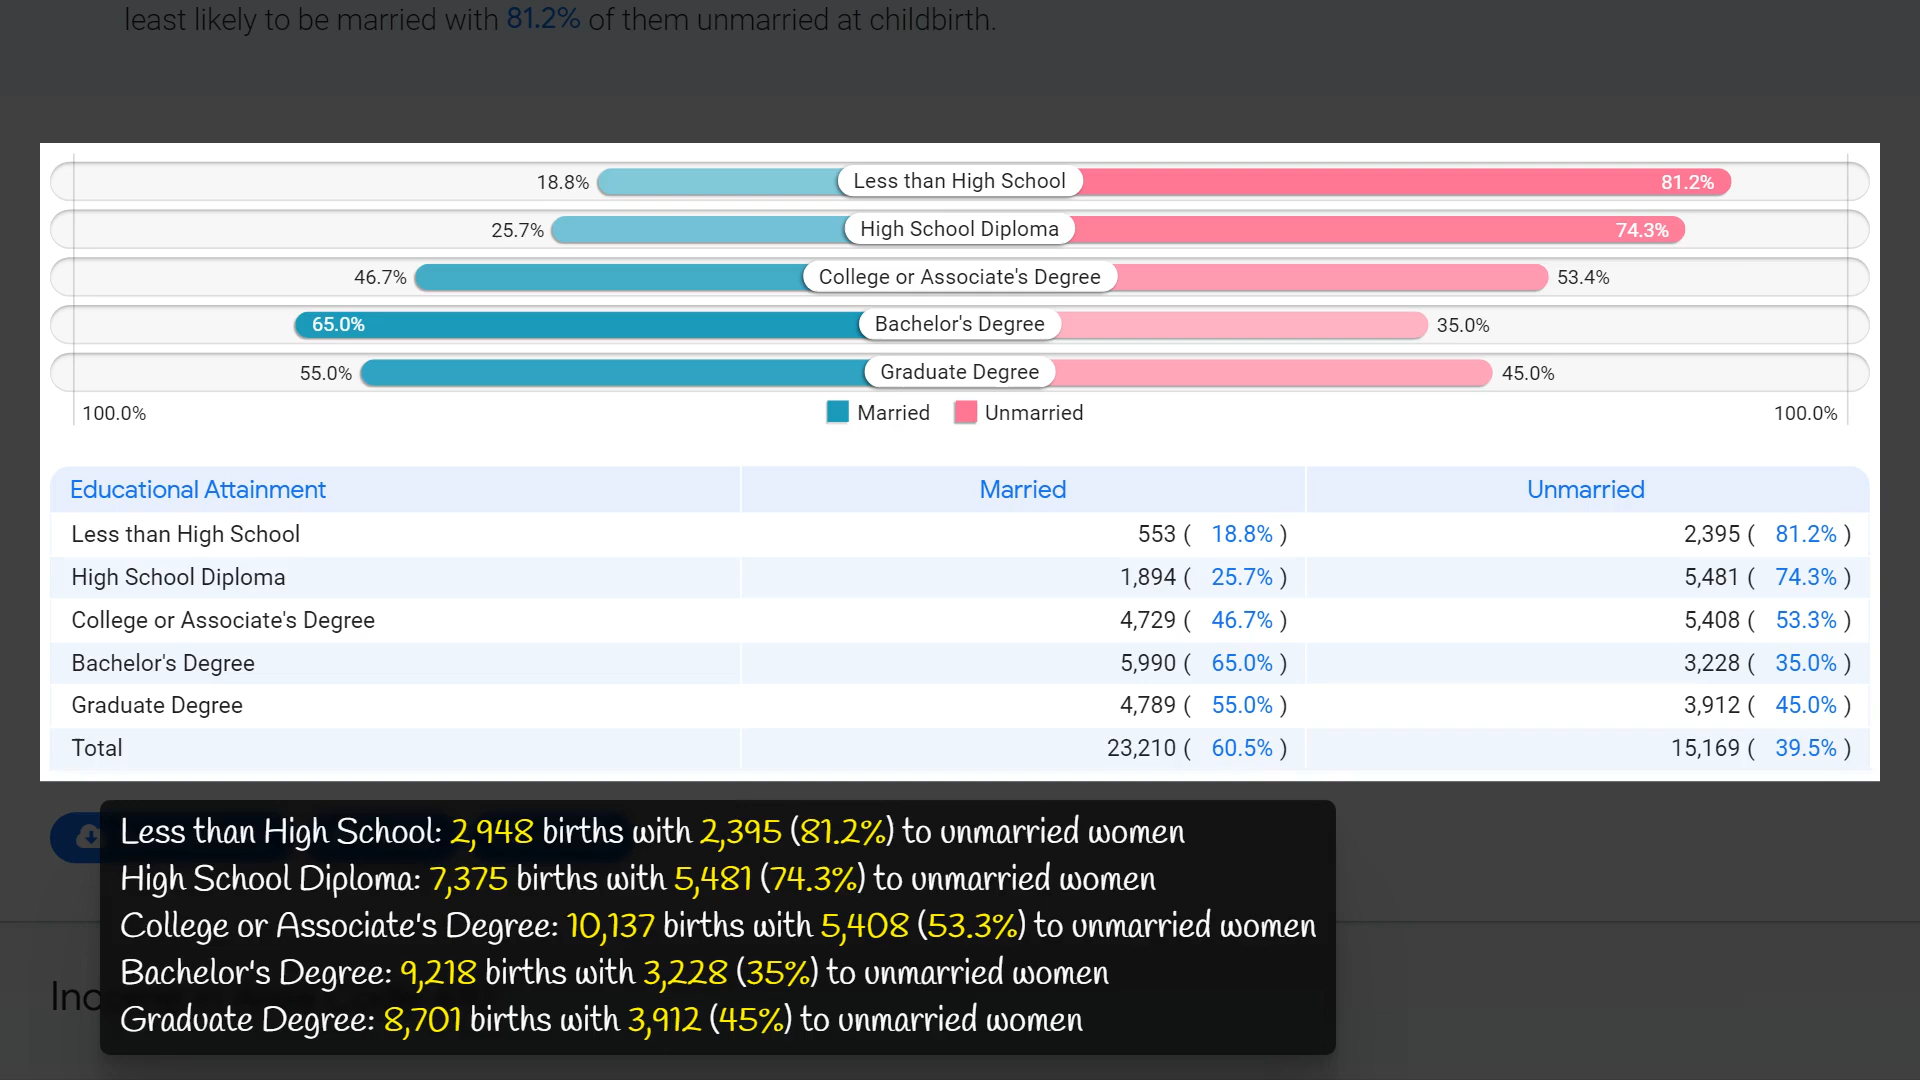 least likely to be married with 81.2% of them unmarried at childbirth.
18.8% Less than High School 81.2%
25.7% High School Diploma 74.3%
46.7% College or Associate's Degree 53.4%
65.0% Bachelor's Degree 35.0%
55.0% Graduate Degree 45.0%
100.0% Married Unmarried 100.0%
Educational Attainment Married Unmarried
Less than High School 553 ( 18.8% ) 2,395 ( 81.2% )
High School Diploma 1,894 ( 25.7% ) 5,481 ( 74.3% )
College or Associate's Degree 4,729 ( 46.7% ) 5,408 ( 53.3% )
Bachelor's Degree 5,990 ( 65.0% ) 3,228 ( 35.0% )
Graduate Degree 4,789 ( 55.0% ) 3,912 ( 45.0% )
Total 23,210 ( 60.5% ) 15,169 ( 39.5% )
Less than High School: 2,948 births with 2,395 (81.2%) to unmarried women
High School Diploma: 7,375 births with 5,481 (74.3%) to unmarried women
College or Associate's Degree: 10,137 births with 5,408 (53.3%) to unmarried women
Bachelor's Degree: 9,218 births with 3,228 (35%) to unmarried women
Graduate Degree: 8,701 births with 3,912 (45%) to unmarried women